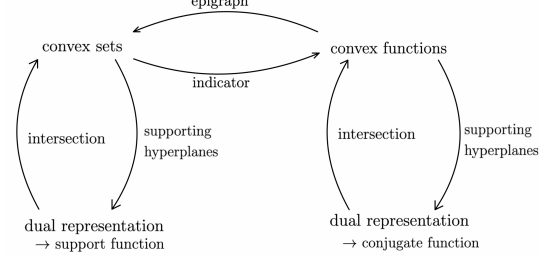 epigraph
convex sets
convex functions
indicator
intersection
supporting
hyperplanes
intersection
supporting
hyperplanes
dual representation
→ support function
dual representation
→ conjugate function